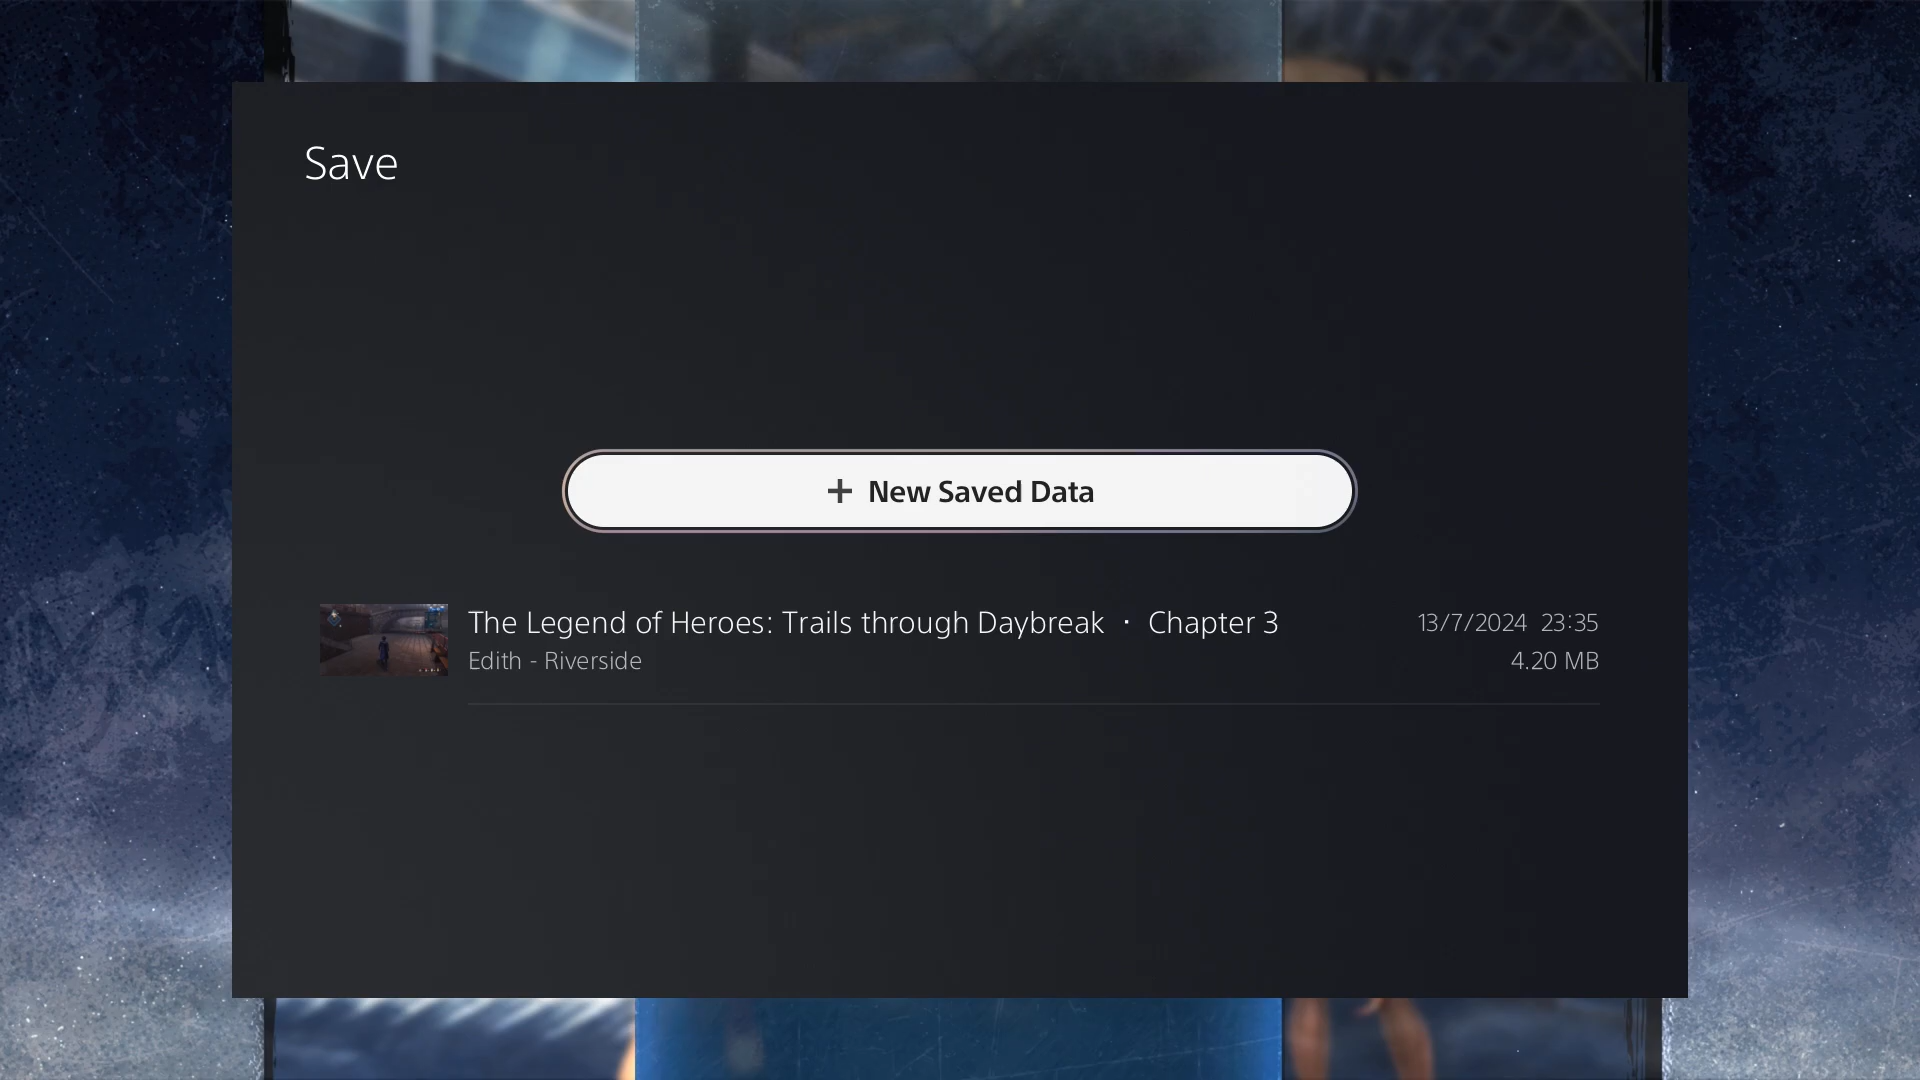 Save
+ New Saved Data
The Legend of Heroes: Trails through Daybreak · Chapter 3
13/7/2024 23:35
Edith - Riverside
4.20 MB